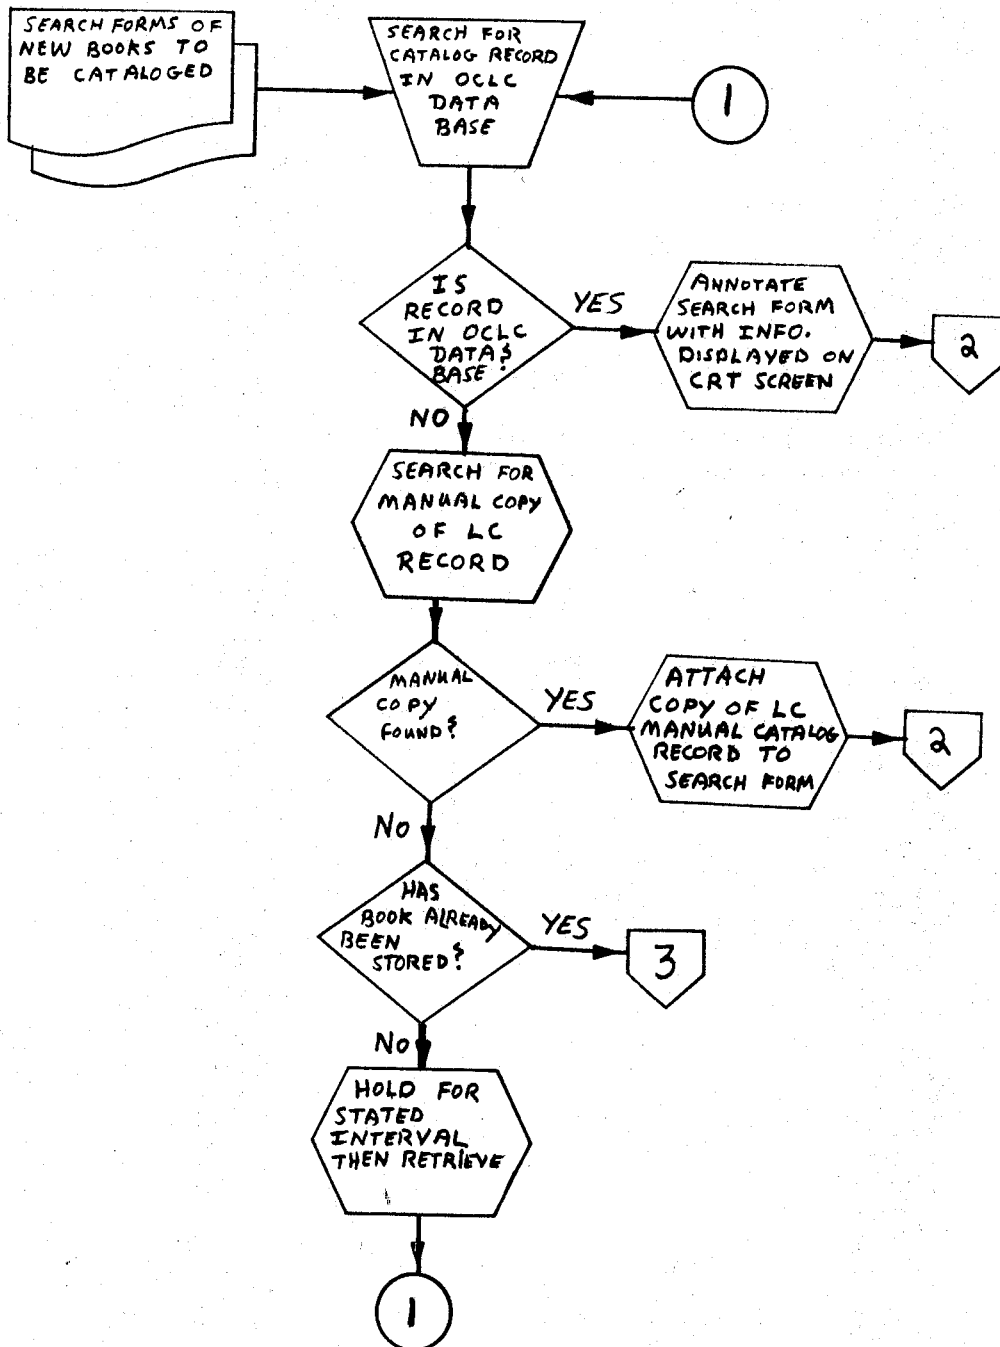 SEARCH FORMS OF
NEW BOOKS TO
BE CATALOGED
SEARCH FOR
CATALOG RECORD
IN OCLC
DATA
BASE
1
IS
RECORD
IN OCLC
DATA
BASE?
YES
ANNOTATE
SEARCH FORM
WITH INFO.
DISPLAYED ON
CRT SCREEN
2
NO
SEARCH FOR
MANUAL COPY
OF LC
RECORD
MANUAL
COPY
FOUND?
YES
ATTACH
COPY OF LC
MANUAL CATALOG
RECORD TO
SEARCH FORM
2
No
HAS
BOOK ALREADY
BEEN
STORED?
YES
3
No
HOLD FOR
STATED
INTERVAL
THEN RETRIEVE
1